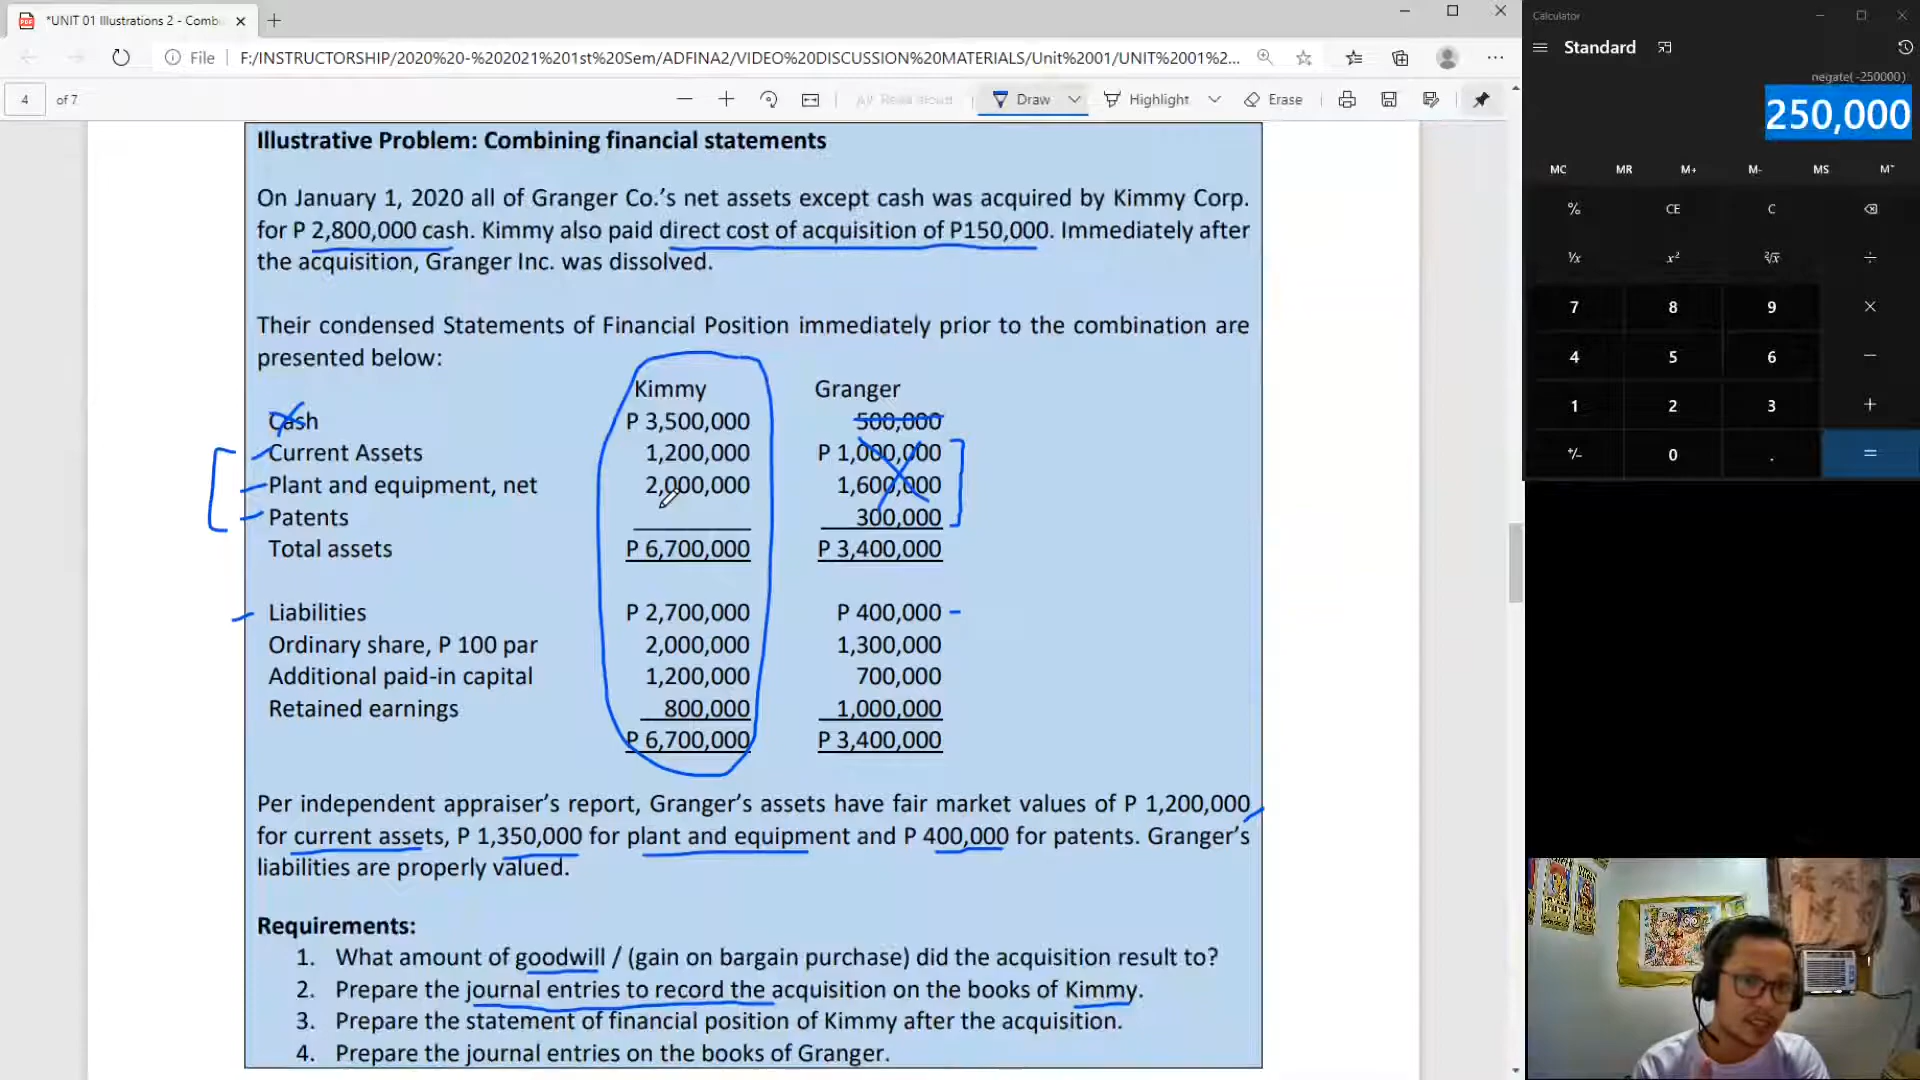 *UNIT 01 Illustrations 2 - Comb
4 of 7
File F:/INSTRUCTORSHIP/2020%20-%202021%201st%20Sem/ADFINA2/VIDEO%20DISCUSSION%20MATERIALS/Unit%2001/UNIT%2001%2...
Read aloud Draw Highlight Erase
Illustrative Problem: Combining financial statements
On January 1, 2020 all of Granger Co.'s net assets except cash was acquired by Kimmy Corp.
for P 2,800,000 cash. Kimmy also paid direct cost of acquisition of P150,000. Immediately after
the acquisition, Granger Inc. was dissolved.
Their condensed Statements of Financial Position immediately prior to the combination are
presented below:
Kimmy Granger
Cash P 3,500,000 500,000
Current Assets 1,200,000 P 1,000,000
Plant and equipment, net 2,000,000 1,600,000
Patents 300,000
Total assets P 6,700,000 P 3,400,000
Liabilities P 2,700,000 P 400,000
Ordinary share, P 100 par 2,000,000 1,300,000
Additional paid-in capital 1,200,000 700,000
Retained earnings 800,000 1,000,000
P 6,700,000 P 3,400,000
Per independent appraiser's report, Granger's assets have fair market values of P 1,200,000
for current assets, P 1,350,000 for plant and equipment and P 400,000 for patents. Granger's
liabilities are properly valued.
Requirements:
1. What amount of goodwill / (gain on bargain purchase) did the acquisition result to?
2. Prepare the journal entries to record the acquisition on the books of Kimmy.
3. Prepare the statement of financial position of Kimmy after the acquisition.
4. Prepare the journal entries on the books of Granger.
Calculator
Standard
negate( -250000 )
250,000
MC MR M+ M- MS M˅
% CE C
¹/x x² ²√x ÷
7 8 9 ×
4 5 6 −
1 2 3 +
+/- 0 . =